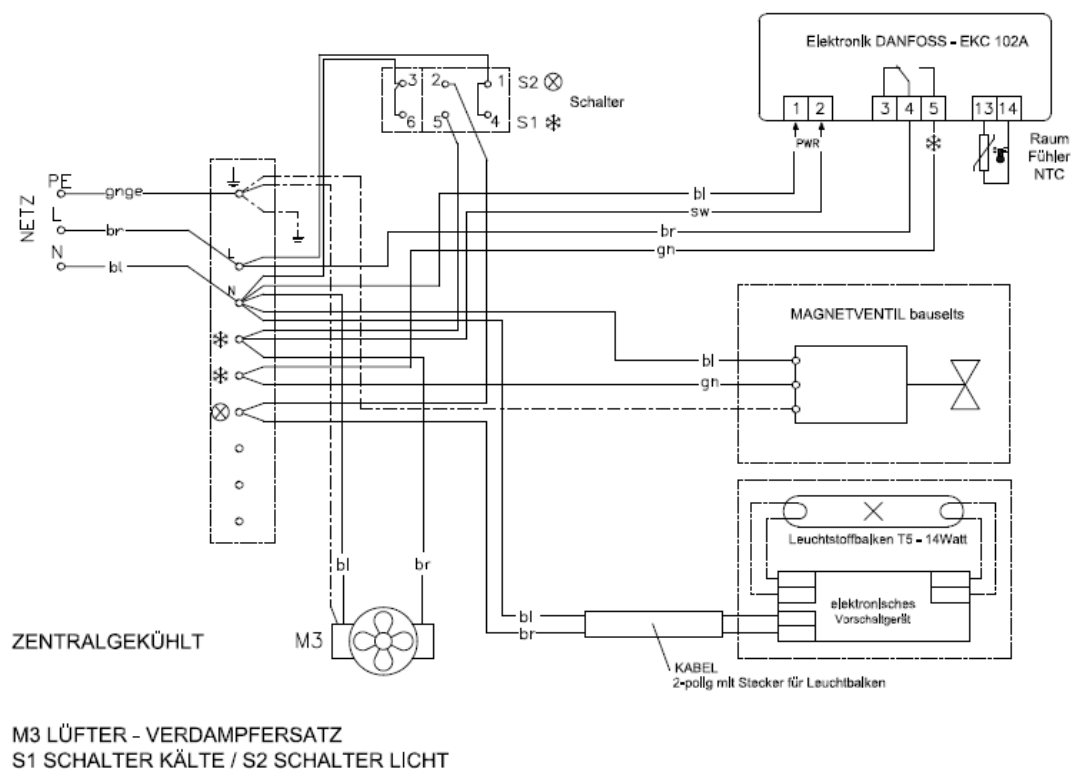 Elektronik DANFOSS - EKC 102A
3 2 1 S2
Schalter
6 5 4 S1
1 2 3 4 5 13 14
PWR
Raum
Fühler
NTC
NETZ
PE gnge
L br
N bl
L
N
bl
sw
br
gn
MAGNETVENTIL bauseits
bl
gn
Leuchtstoffbalken T5 - 14Watt
elektronisches
Vorschaltgerät
bl br
bl
br
M3
ZENTRALGEKÜHLT
KABEL
2-polig mit Stecker für Leuchtbalken
M3 LÜFTER - VERDAMPFERSATZ
S1 SCHALTER KÄLTE / S2 SCHALTER LICHT